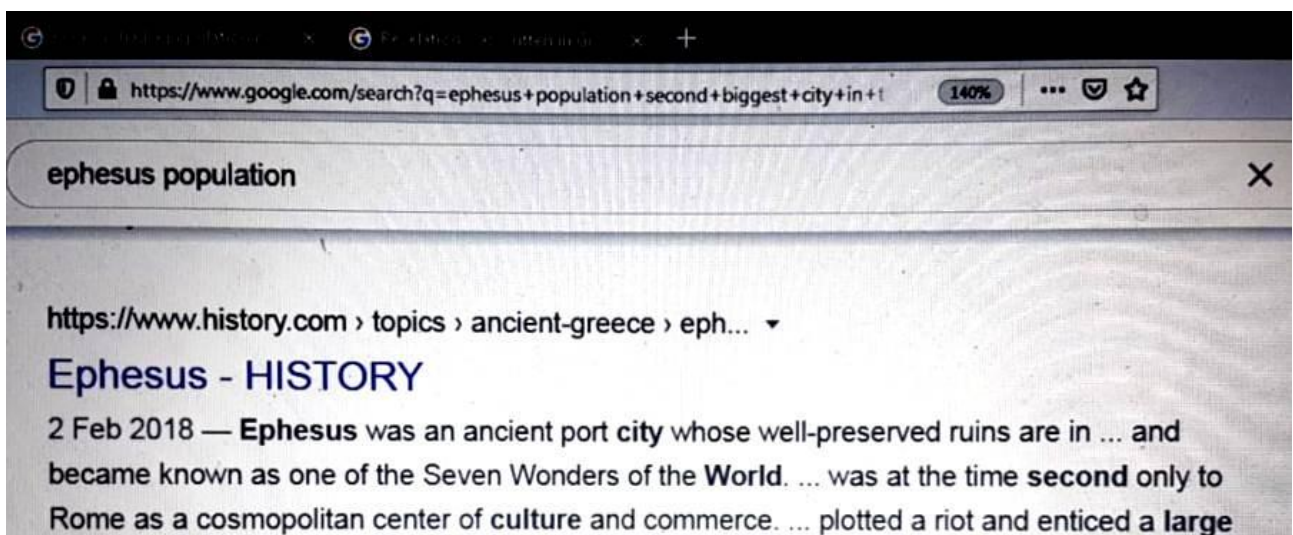 https://www.google.com/search?q=ephesus+population+second+biggest+city+in+t 140%
ephesus population
https://www.history.com › topics › ancient-greece › eph...
Ephesus - HISTORY
2 Feb 2018 — Ephesus was an ancient port city whose well-preserved ruins are in ... and
became known as one of the Seven Wonders of the World. ... was at the time second only to
Rome as a cosmopolitan center of culture and commerce. ... plotted a riot and enticed a large